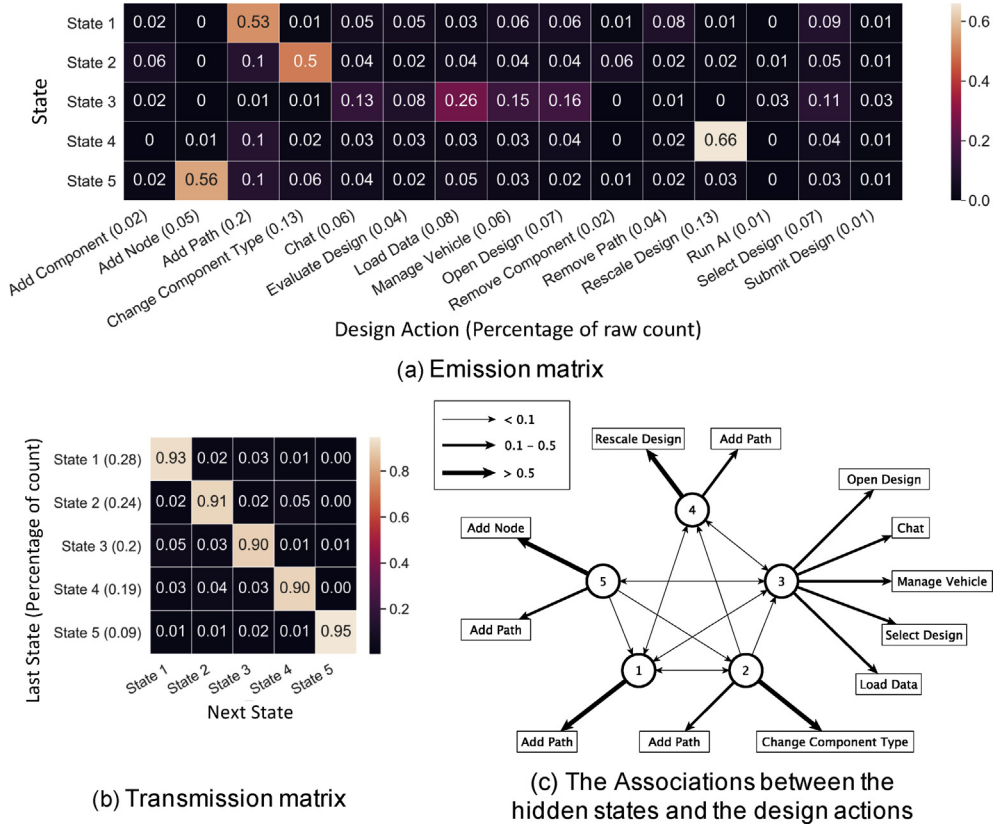 State 1 0.02 0 0.53 0.01 0.05 0.05 0.03 0.06 0.06 0.01 0.08 0.01 0 0.09 0.01
State 2 0.06 0 0.1 0.5 0.04 0.02 0.04 0.04 0.04 0.06 0.02 0.02 0.01 0.05 0.01
State 3 0.02 0 0.01 0.01 0.13 0.08 0.26 0.15 0.16 0 0.01 0 0.03 0.11 0.03
State 4 0 0.01 0.1 0.02 0.03 0.03 0.03 0.03 0.04 0 0.02 0.66 0 0.04 0.01
State 5 0.02 0.56 0.1 0.06 0.04 0.02 0.05 0.03 0.02 0.01 0.02 0.03 0 0.03 0.01
State
0.6
0.4
0.2
0.0
Add Component (0.02)
Add Node (0.05)
Add Path (0.2)
Change Component Type (0.13)
Chat (0.06)
Evaluate Design (0.04)
Load Data (0.08)
Manage Vehicle (0.06)
Open Design (0.07)
Remove Component (0.02)
Remove Path (0.04)
Rescale Design (0.13)
Run AI (0.01)
Select Design (0.07)
Submit Design (0.01)
Design Action (Percentage of raw count)
(a) Emission matrix
Last State (Percentage of count)
State 1 (0.28) 0.93 0.02 0.03 0.01 0.00
State 2 (0.24) 0.02 0.91 0.02 0.05 0.00
State 3 (0.2) 0.05 0.03 0.90 0.01 0.01
State 4 (0.19) 0.03 0.04 0.03 0.90 0.00
State 5 (0.09) 0.01 0.01 0.02 0.01 0.95
0.8
0.6
0.4
0.2
State 1
State 2
State 3
State 4
State 5
Next State
(b) Transmission matrix
< 0.1
0.1 – 0.5
> 0.5
Rescale Design
Add Path
4
Open Design
Add Node
Chat
5
3
Manage Vehicle
Add Path
Select Design
1
2
Load Data
Add Path
Add Path
Change Component Type
(c) The Associations between the
hidden states and the design actions